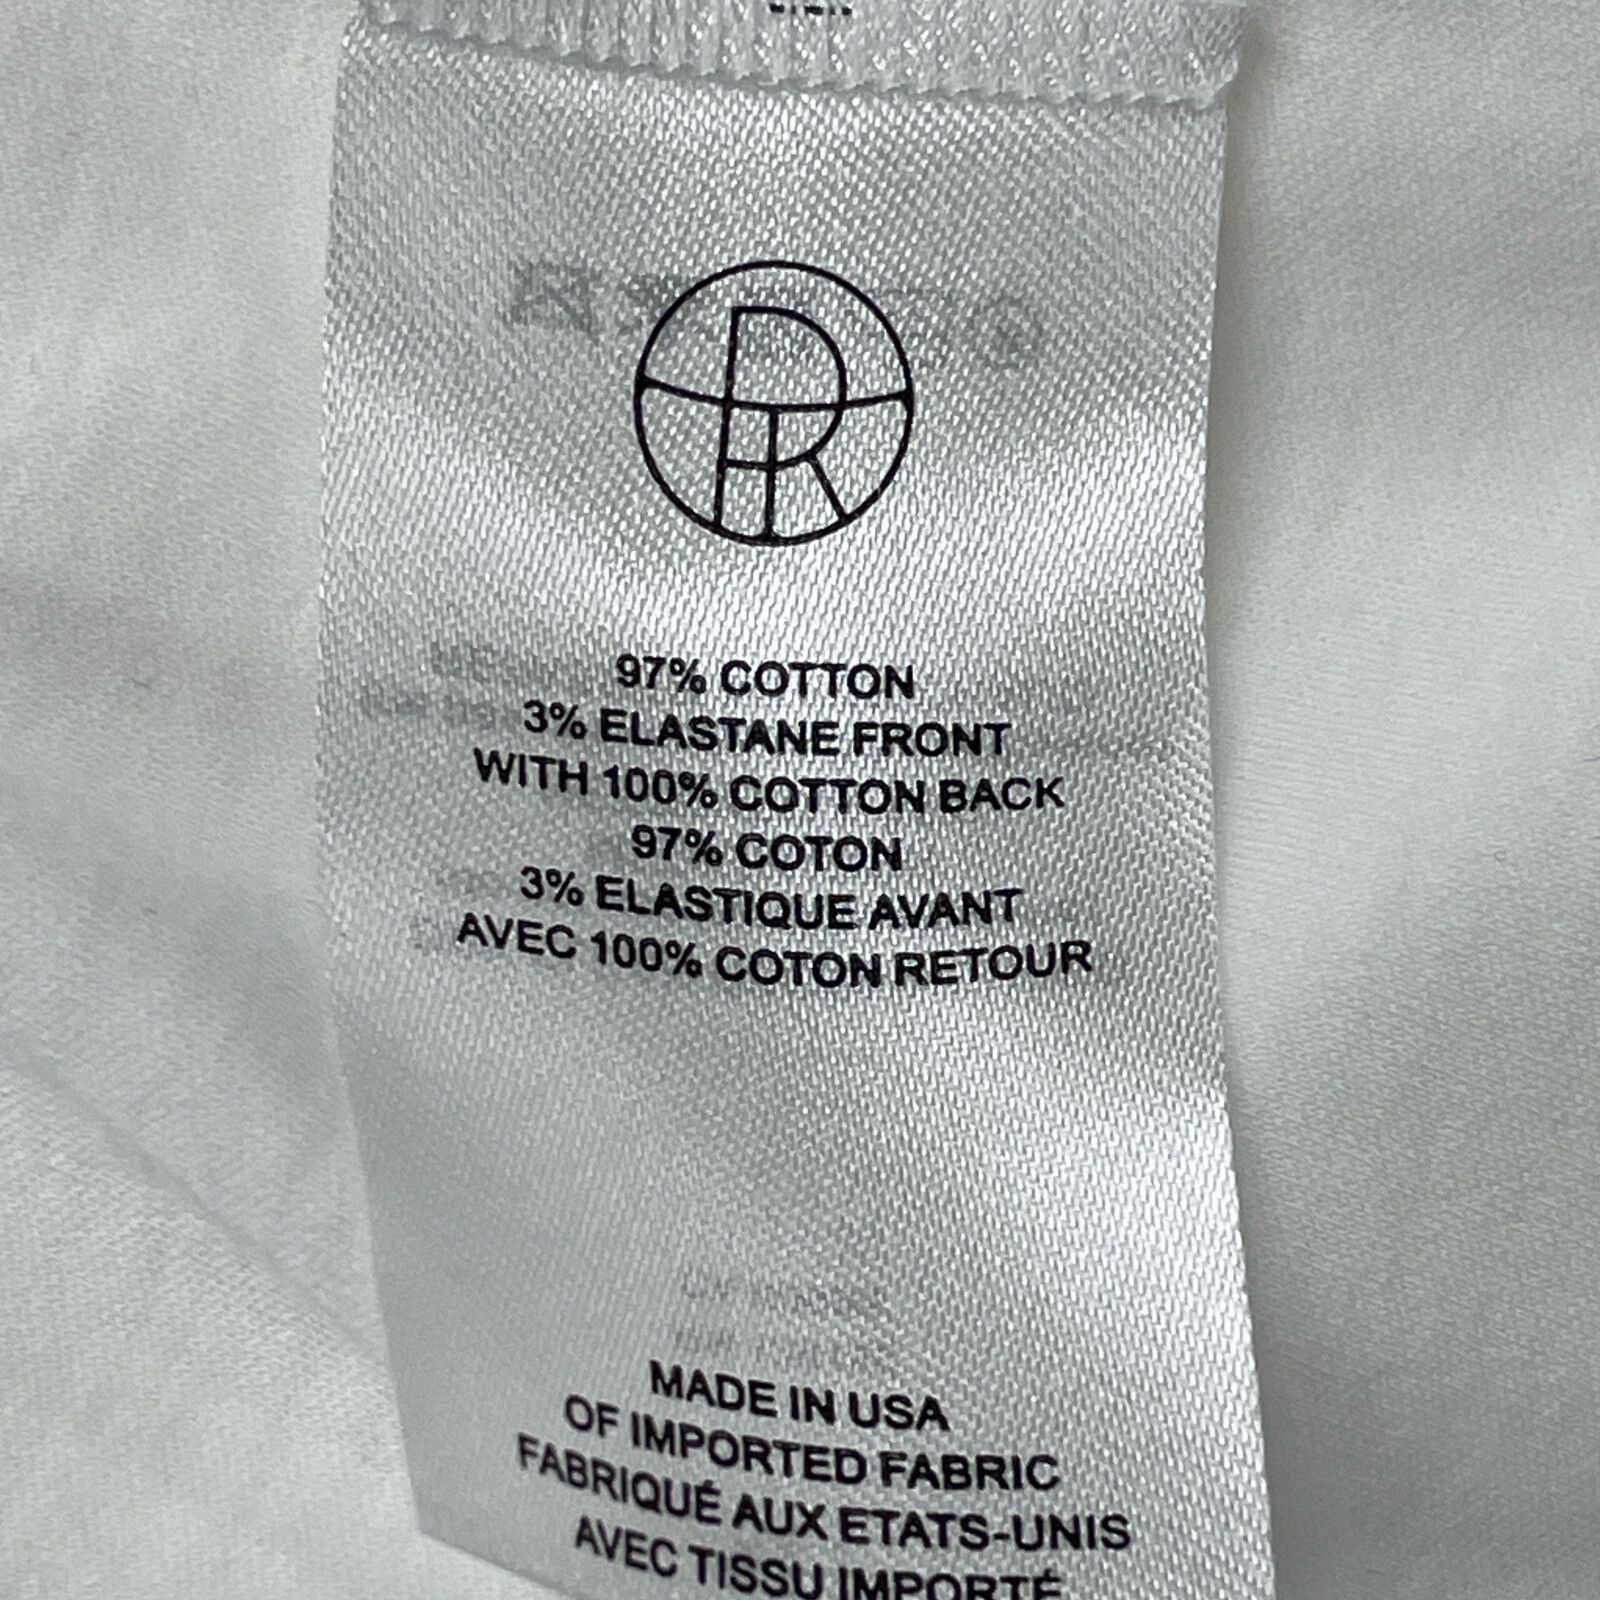 97% COTTON
3% ELASTANE FRONT
WITH 100% COTTON BACK
97% COTON
3% ELASTIQUE AVANT
AVEC 100% COTON RETOUR
MADE IN USA
OF IMPORTED FABRIC
FABRIQUÉ AUX ETATS-UNIS
AVEC TISSU IMPORTÉ